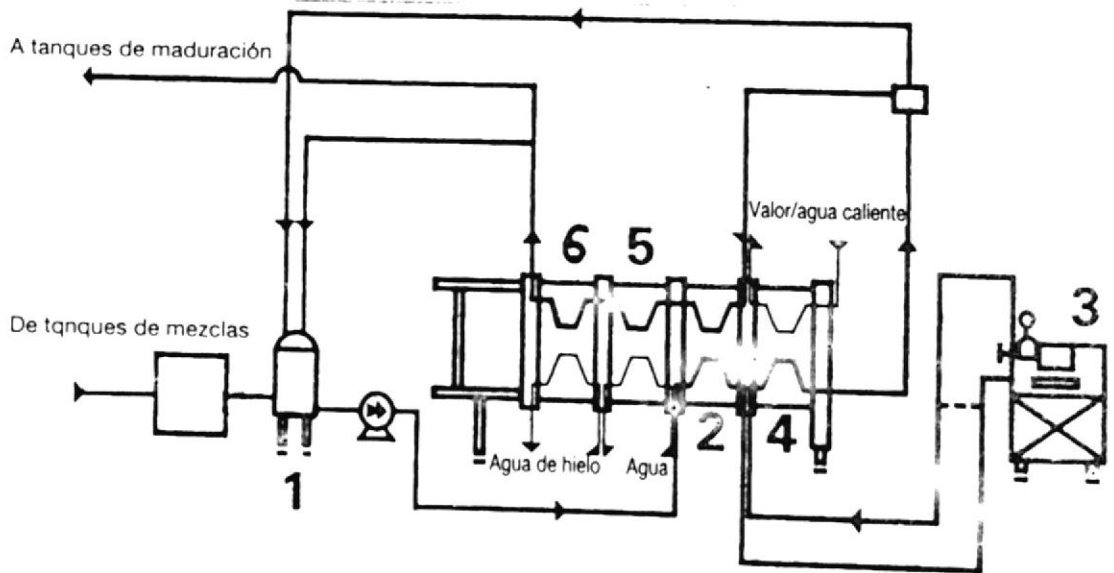 A tanques de maduración
Valor/agua caliente
6 5
3
De tqnques de mezclas
2 4
Agua de hielo Agua
1